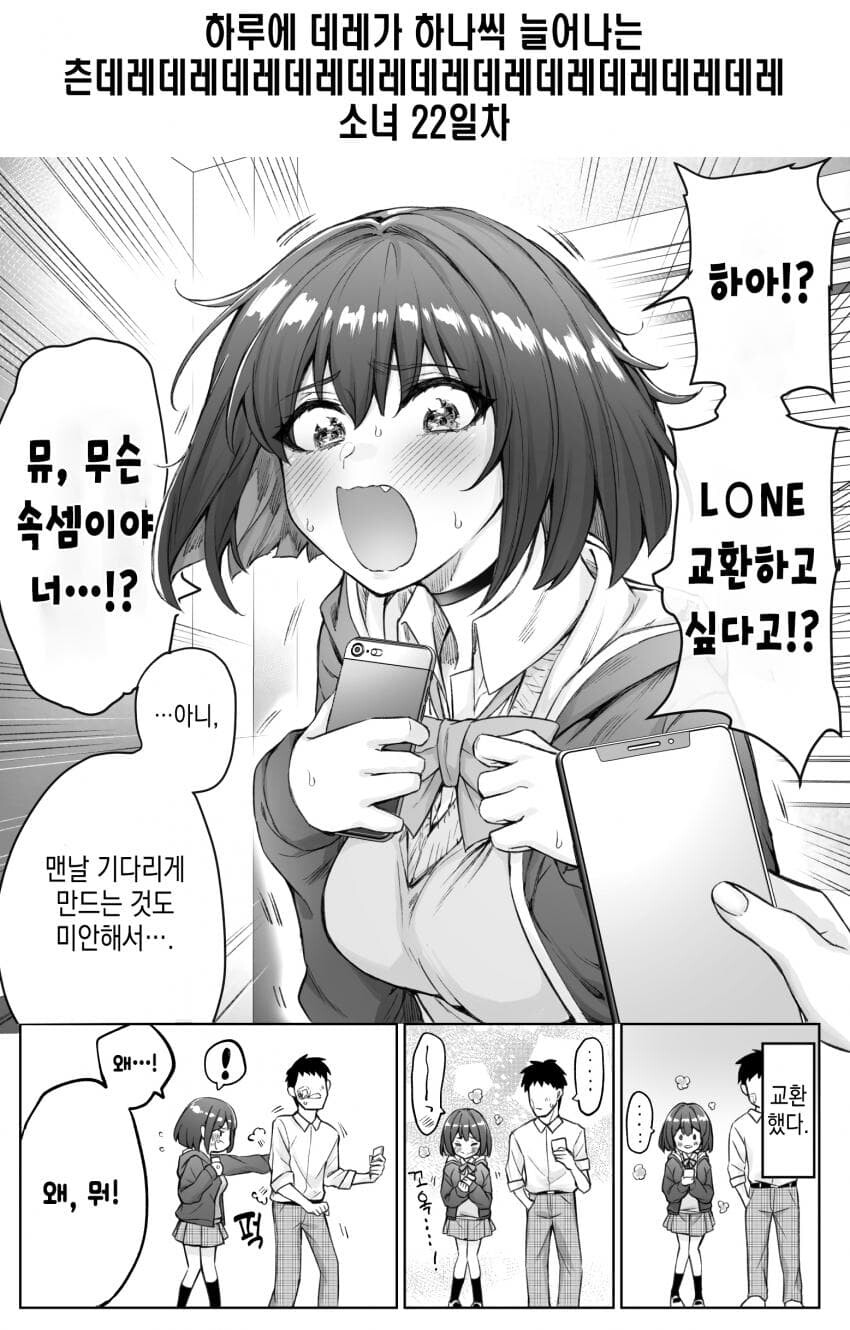 하루에 데레가 하나씩 늘어나는
츤데레데레데레데레데레데레데레데레데레데레데레
소녀 22일차
하아!?
L〇NE
교환하고
싶다고!?
뮤, 무슨
속셈이야
너…!?
…아니,
맨날 기다리게
만드는 것도
미안해서….
교환
했다.
……
……
……!
꼬옥……!
!
퍽
왜…!
왜, 뭐!